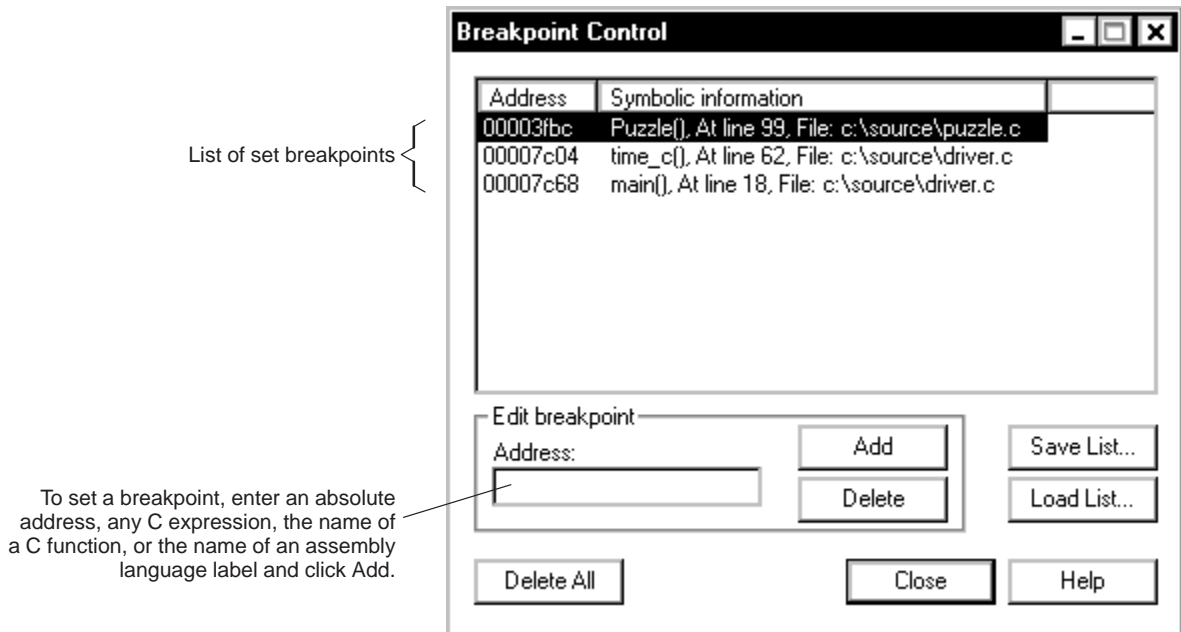 Breakpoint Control
Address Symbolic information
00003fbc Puzzle(), At line 99, File: c:\source\puzzle.c
List of set breakpoints
00007c04 time_c(), At line 62, File: c:\source\driver.c
00007c68 main(), At line 18, File: c:\source\driver.c
Edit breakpoint
Address:
Add
Save List...
Delete
Load List...
To set a breakpoint, enter an absolute
address, any C expression, the name of
a C function, or the name of an assembly
language label and click Add.
Delete All
Close
Help